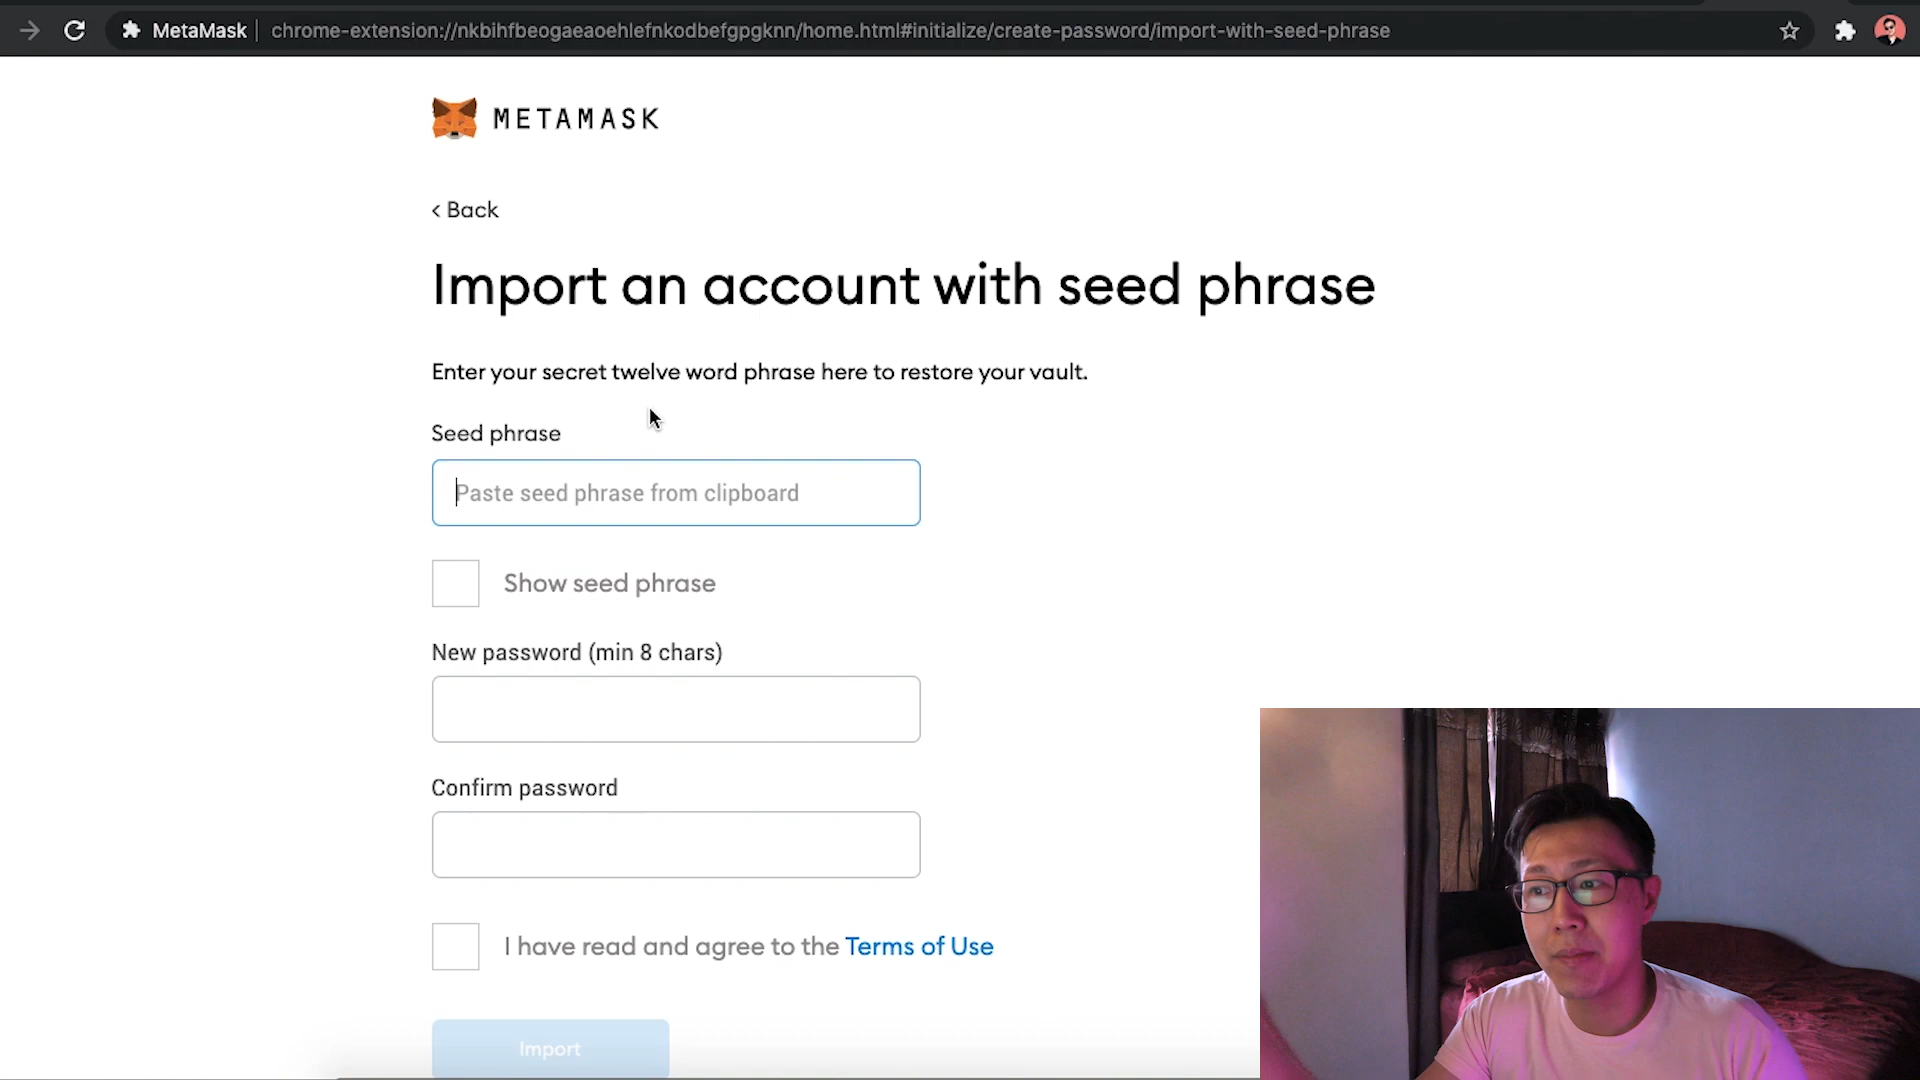 MetaMask chrome-extension://nkbihfbeogaeaoehlefnkodbefgpgknn/home.html#initialize/create-password/import-with-seed-phrase
METAMASK
< Back
Import an account with seed phrase
Enter your secret twelve word phrase here to restore your vault.
Seed phrase
Paste seed phrase from clipboard
Show seed phrase
New password (min 8 chars)
Confirm password
I have read and agree to the Terms of Use
Import